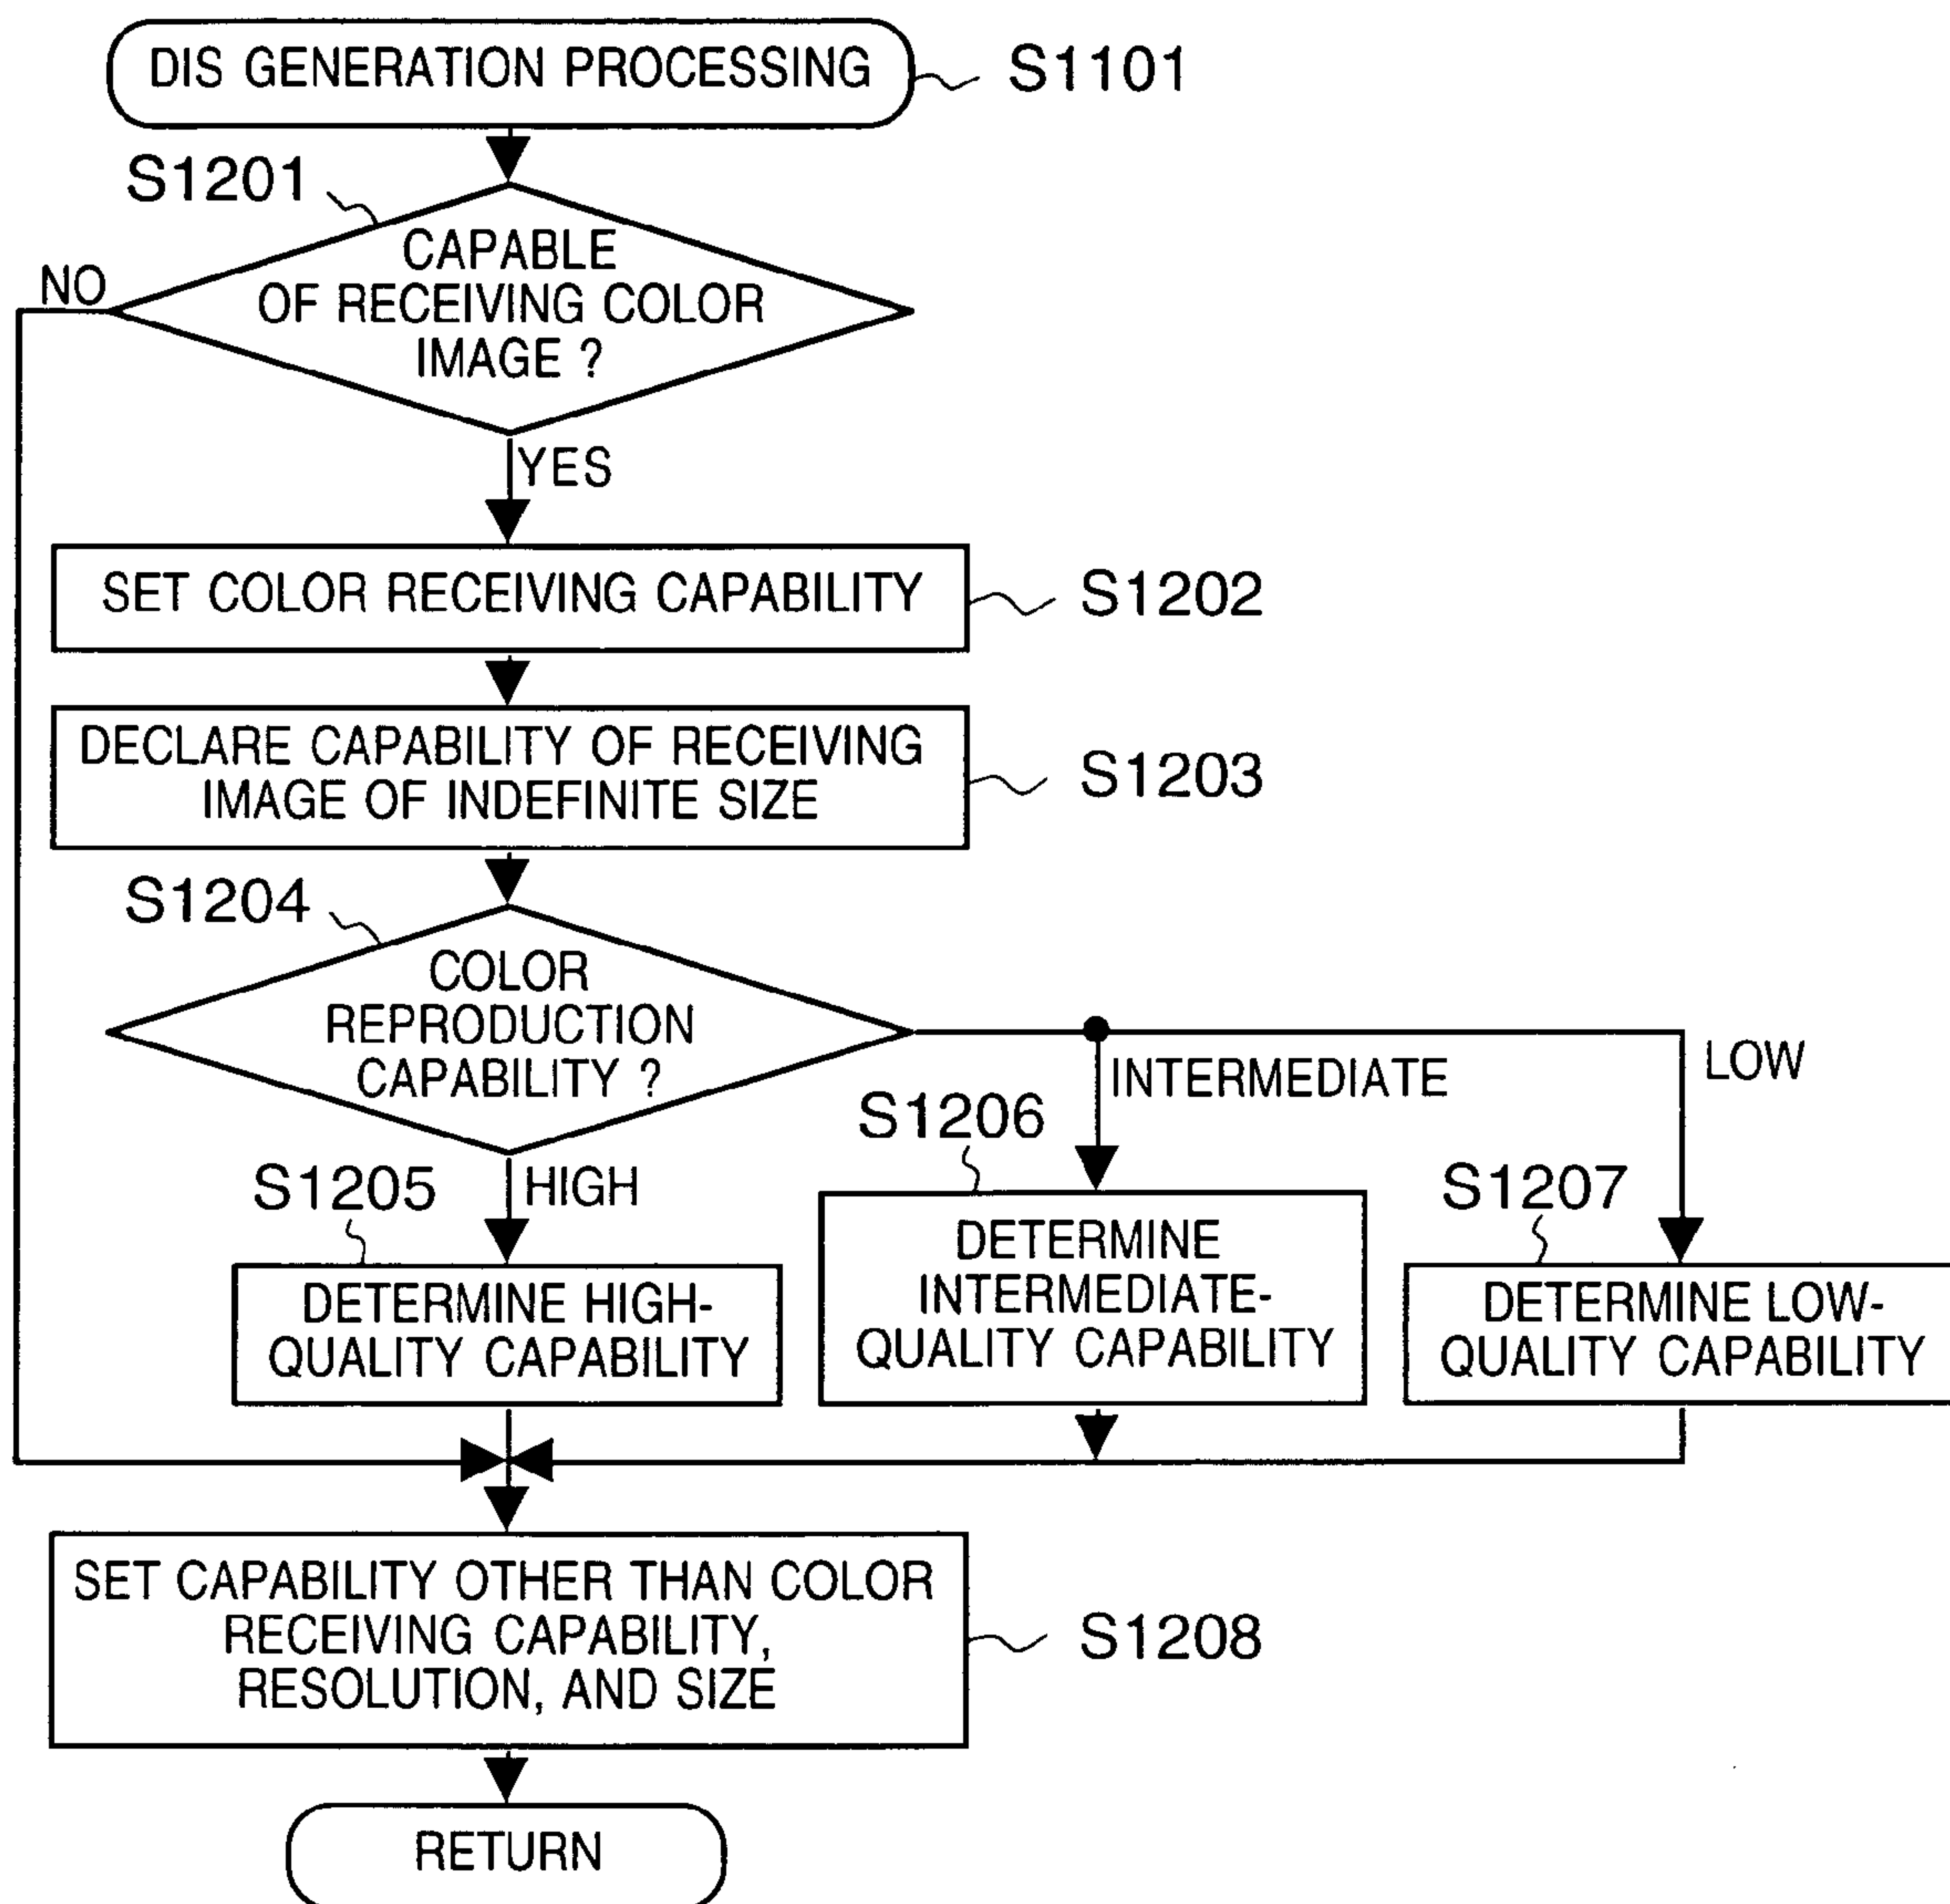 DIS GENERATION PROCESSING
S1101
S1201
CAPABLE
OF RECEIVING COLOR
IMAGE ?
NO
YES
SET COLOR RECEIVING CAPABILITY
S1202
DECLARE CAPABILITY OF RECEIVING
IMAGE OF INDEFINITE SIZE
S1203
S1204
COLOR
REPRODUCTION
CAPABILITY ?
INTERMEDIATE
LOW
HIGH
S1205
DETERMINE HIGH-
QUALITY CAPABILITY
S1206
DETERMINE
INTERMEDIATE-
QUALITY CAPABILITY
S1207
DETERMINE LOW-
QUALITY CAPABILITY
SET CAPABILITY OTHER THAN COLOR
RECEIVING CAPABILITY,
RESOLUTION, AND SIZE
S1208
RETURN